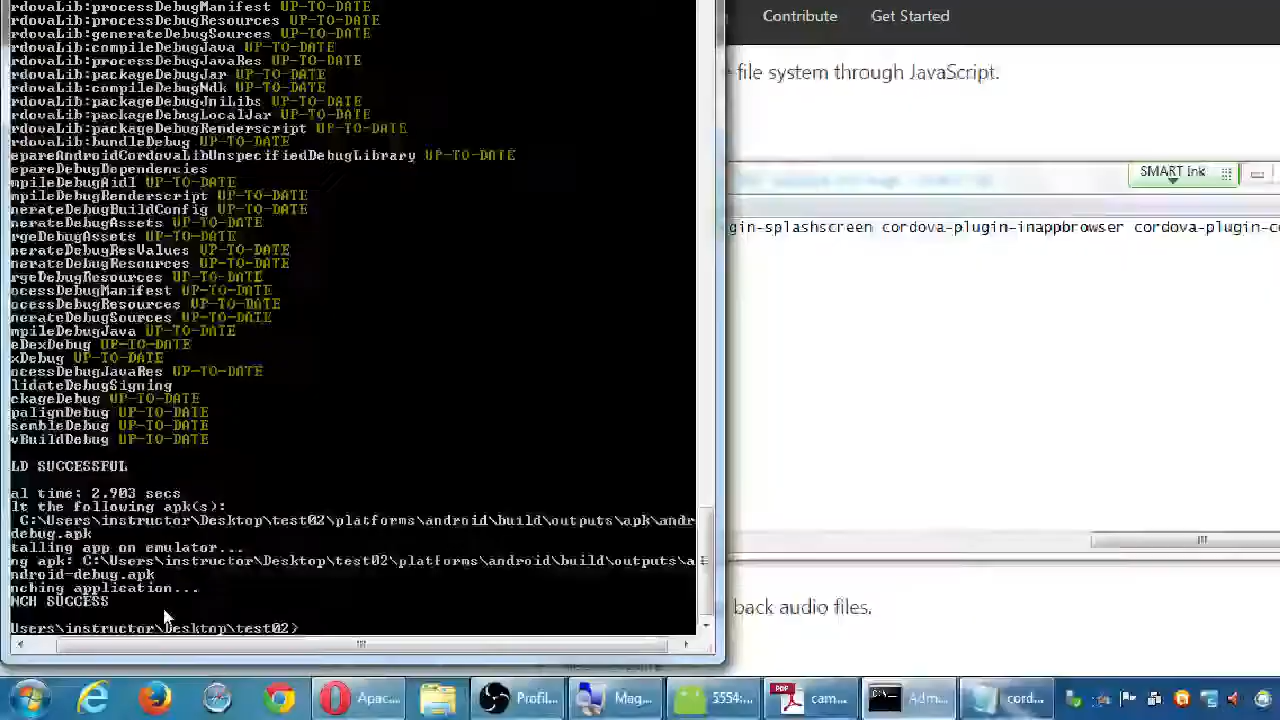 rdovaLib:processDebugManifest UP-TO-DATE
rdovaLib:processDebugResources UP-TO-DATE
rdovaLib:generateDebugSources UP-TO-DATE
rdovaLib:compileDebugJava UP-TO-DATE
rdovaLib:processDebugJavaRes UP-TO-DATE
rdovaLib:packageDebugJar UP-TO-DATE
rdovaLib:compileDebugNdk UP-TO-DATE
rdovaLib:packageDebugJniLibs UP-TO-DATE
rdovaLib:packageDebugLocalJar UP-TO-DATE
rdovaLib:packageDebugRenderscript UP-TO-DATE
rdovaLib:bundleDebug UP-TO-DATE
epareAndroidCordovaLibUnspecifiedDebugLibrary UP-TO-DATE
epareDebugDependencies
mpileDebugAidl UP-TO-DATE
mpileDebugRenderscript UP-TO-DATE
nerateDebugBuildConfig UP-TO-DATE
nerateDebugAssets UP-TO-DATE
rgeDebugAssets UP-TO-DATE
nerateDebugResValues UP-TO-DATE
nerateDebugResources UP-TO-DATE
rgeDebugResources UP-TO-DATE
ocessDebugManifest UP-TO-DATE
ocessDebugResources UP-TO-DATE
nerateDebugSources UP-TO-DATE
mpileDebugJava UP-TO-DATE
eDexDebug UP-TO-DATE
xDebug UP-TO-DATE
ocessDebugJavaRes UP-TO-DATE
lidateDebugSigning
ckageDebug UP-TO-DATE
palignDebug UP-TO-DATE
sembleDebug UP-TO-DATE
vBuildDebug UP-TO-DATE
LD SUCCESSFUL
al time: 2.903 secs
lt the following apk(s):
C:\Users\instructor\Desktop\test02\platforms\android\build\outputs\apk\andr
debug.apk
talling app on emulator...
ng apk: C:\Users\instructor\Desktop\test02\platforms\android\build\outputs\a
ndroid-debug.apk
nching application...
NCH SUCCESS
Users\instructor\Desktop\test02>
Contribute Get Started
file system through JavaScript.
SMART Ink
gin-splashscreen cordova-plugin-inappbrowser cordova-plugin-co
back audio files.
Apac... Profil... Mag... 5554:... PDF cam... C:\. Adm... cord...